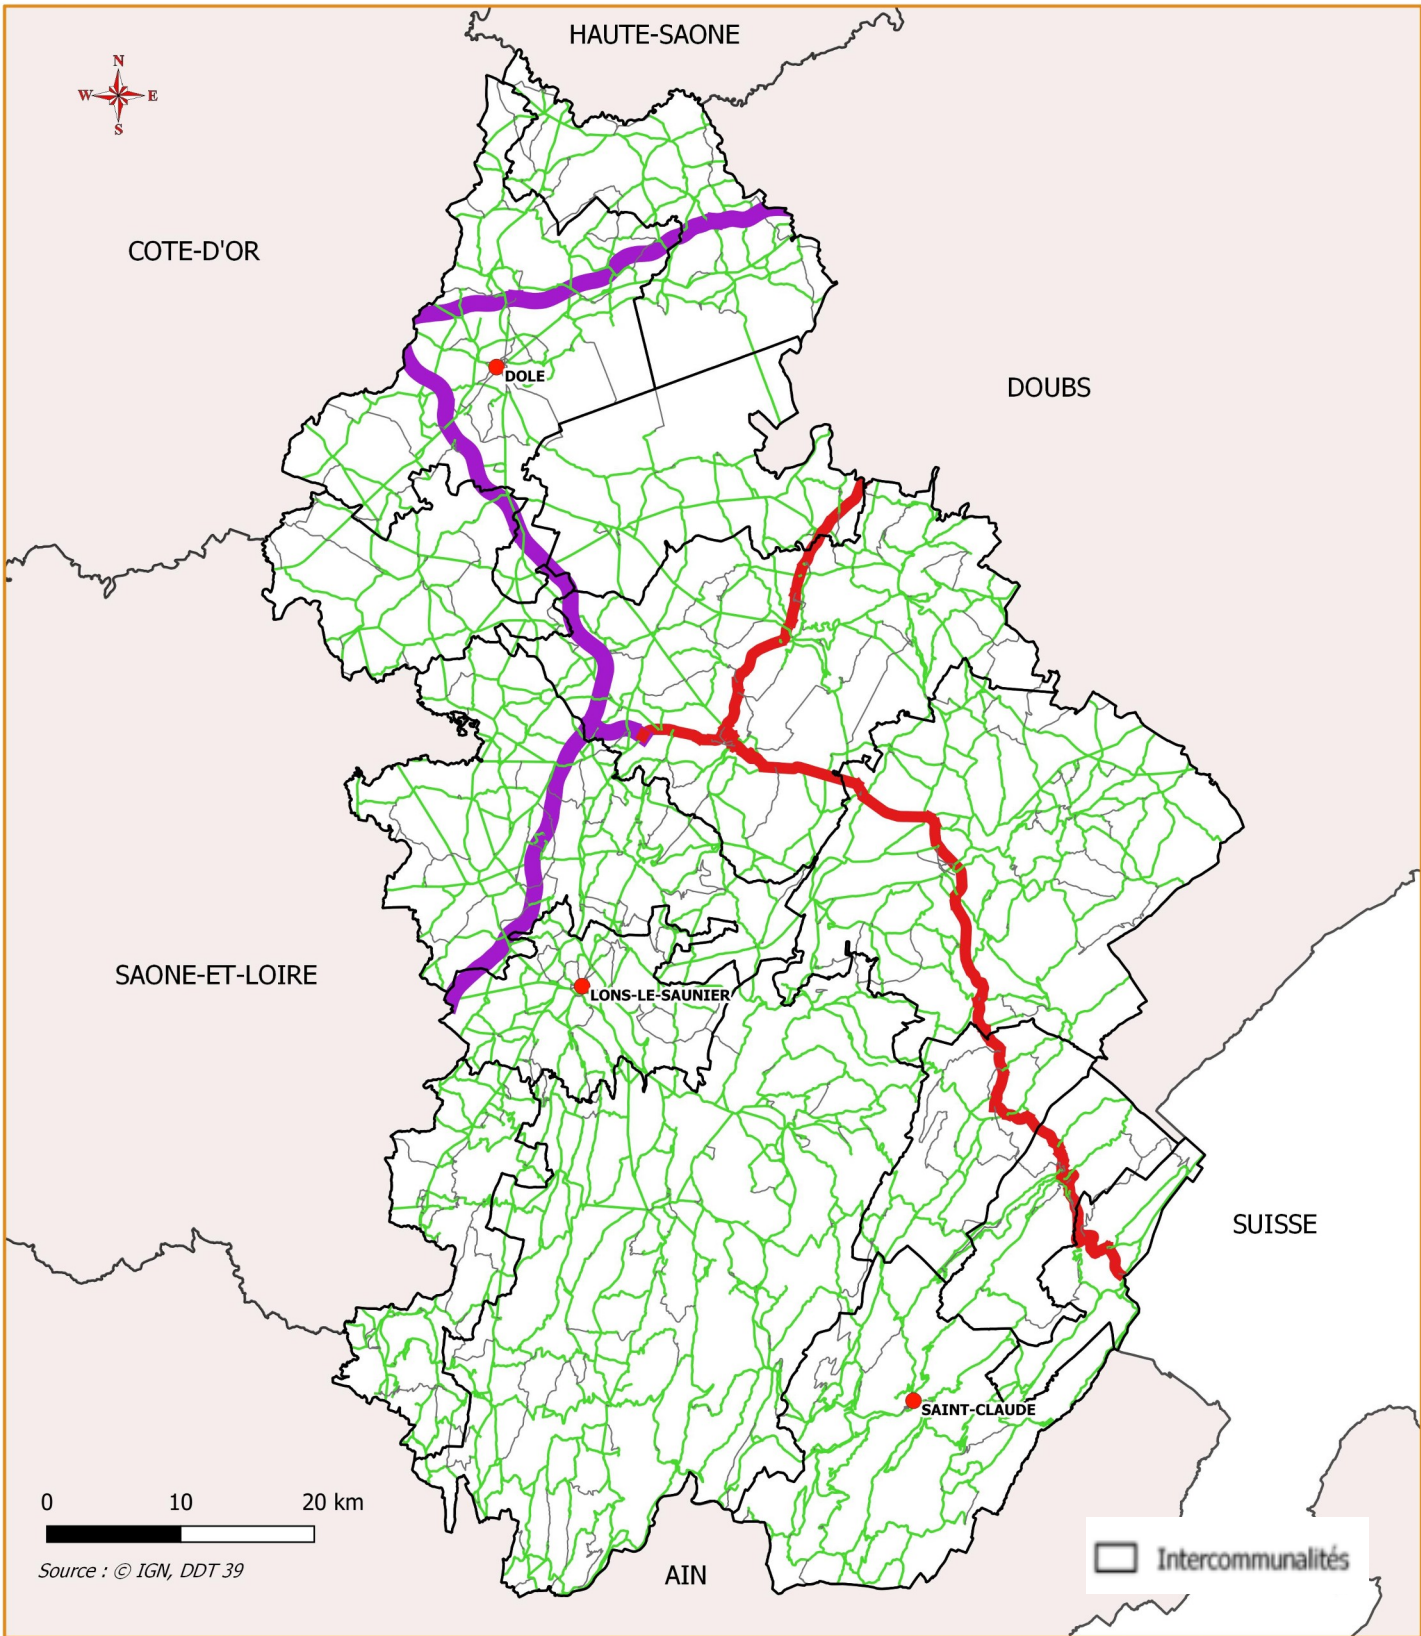 HAUTE-SAONE
N
W E
S
COTE-D'OR
DOLE
DOUBS
SAONE-ET-LOIRE
LONS-LE-SAUNIER
SUISSE
SAINT-CLAUDE
0 10 20 km
Source : © IGN, DDT 39
AIN
Intercommunalités